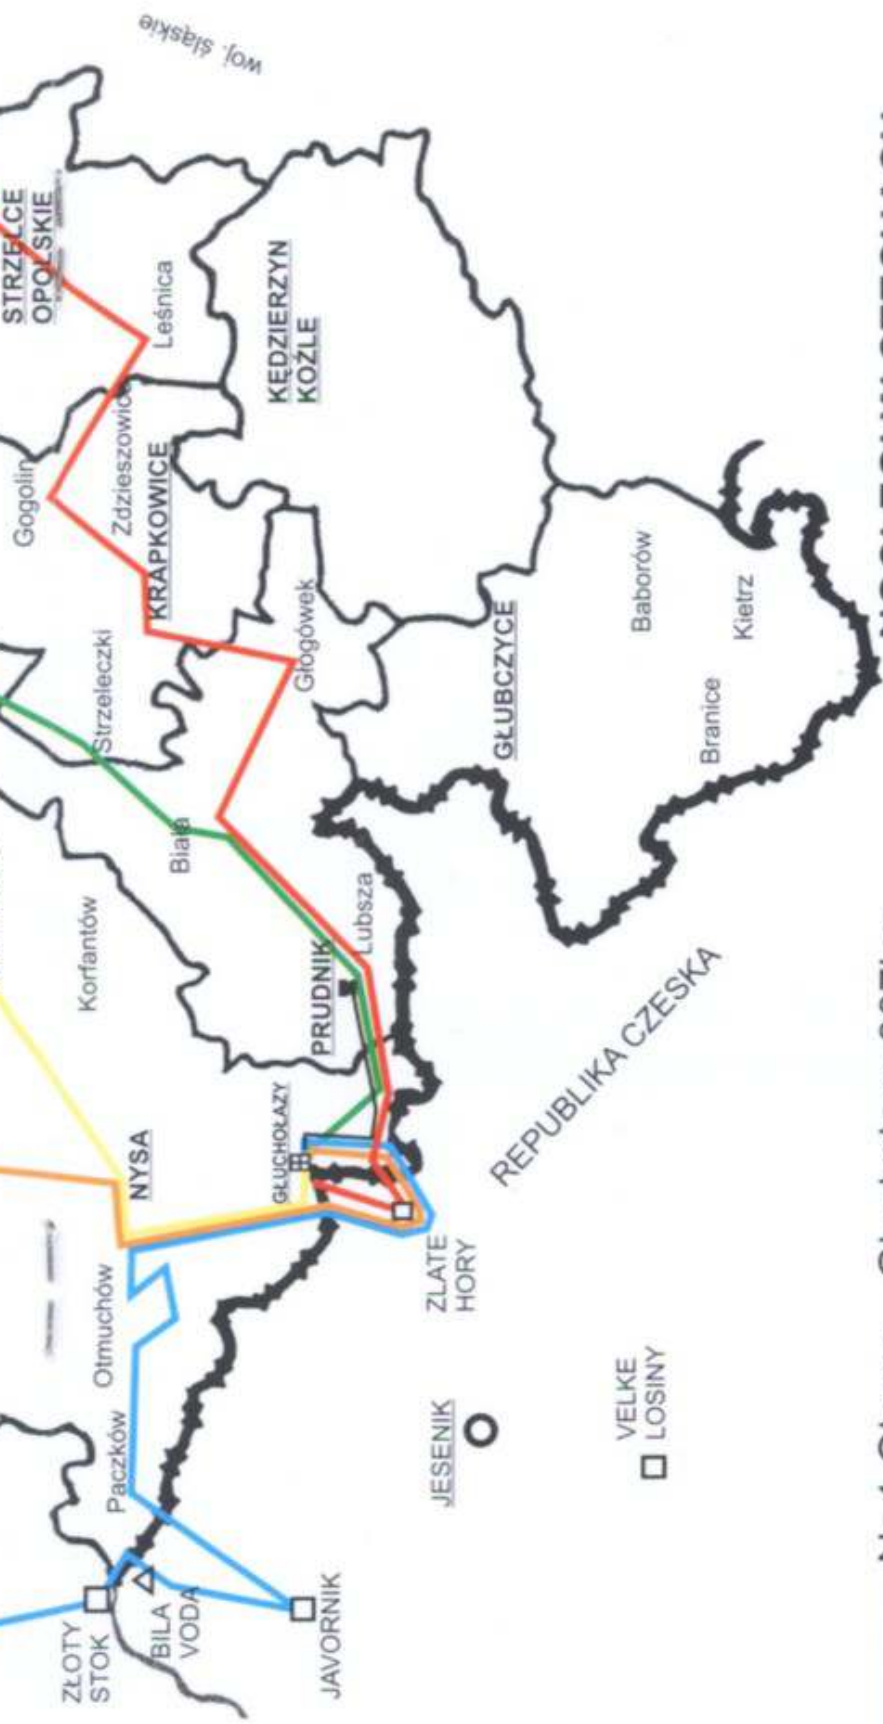 woj. śląskie
STRZELCE
OPOLSKIE
Leśnica
KĘDZIERZYN
KOŹLE
Gogolin
Zdzieszowice
KRAPKOWICE
Strzeleczki
Głogówek
GŁUBCZYCE
Baborów
Kietrz
Branice
Biała
Korfantów
Lubsza
PRUDNIK
GŁUCHOŁAZY
NYSA
REPUBLIKA CZESKA
Otmuchów
Paczków
ZLATE
HORY
JESENIK
VELKE
LOSINY
ZŁOTY
STOK
BILA
VODA
JAVORNIK